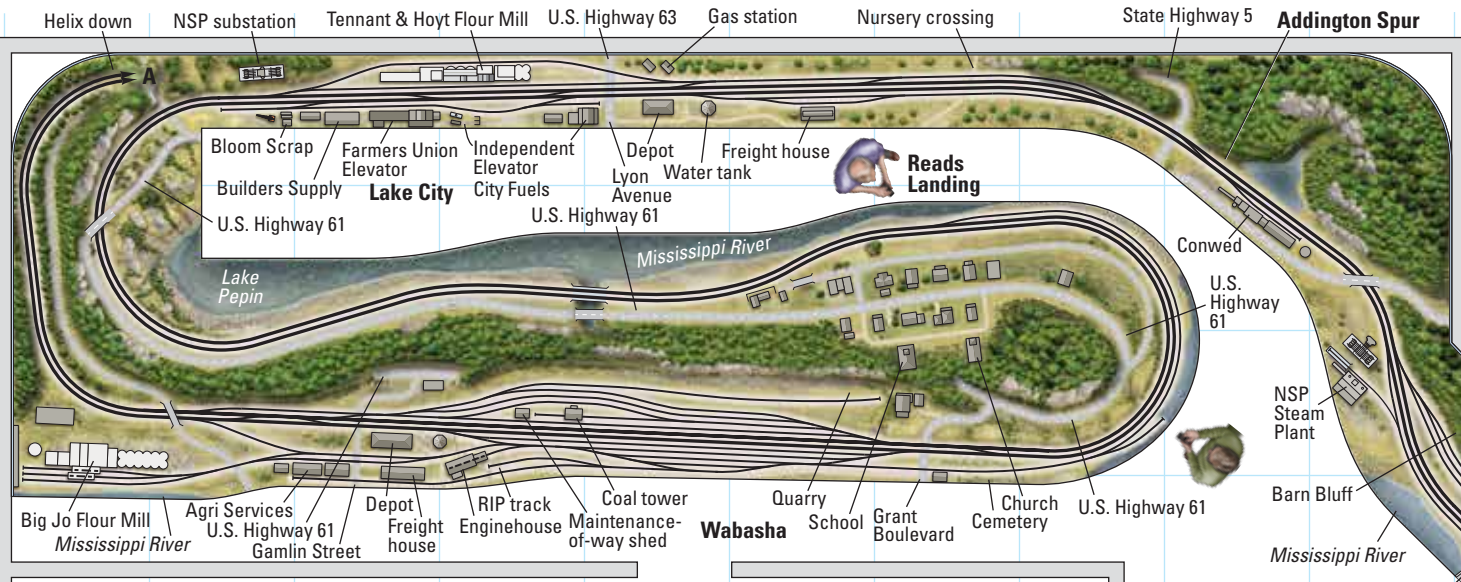 Helix down
NSP substation
Tennant & Hoyt Flour Mill
U.S. Highway 63
Gas station
Nursery crossing
State Highway 5
Addington Spur
A
Bloom Scrap
Builders Supply
Farmers Union
Elevator
Lake City
Independent
Elevator
City Fuels
Lyon
Avenue
Depot
Water tank
Freight house
Reads
Landing
U.S. Highway 61
U.S. Highway 61
Conwed
Mississippi River
Lake
Pepin
U.S.
Highway
61
NSP
Steam
Plant
Barn Bluff
Mississippi River
Big Jo Flour Mill
Mississippi River
Agri Services
U.S. Highway 61
Gamlin Street
Depot
Freight
house
RIP track
Enginehouse
Coal tower
Maintenance-
of-way shed
Wabasha
Quarry
School
Grant
Boulevard
Church
Cemetery
U.S. Highway 61